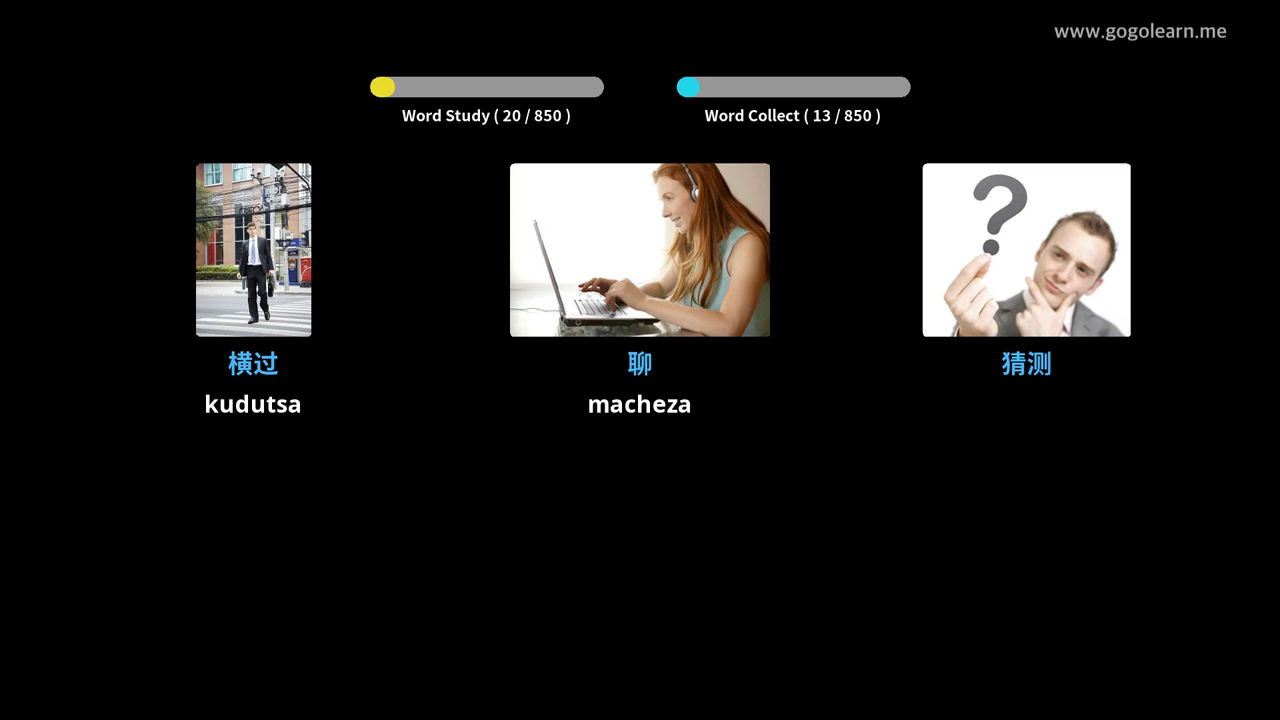 www.gogolearn.me
Word Study ( 20 / 850 )
Word Collect ( 13 / 850 )
横过
聊
猜测
kudutsa
macheza